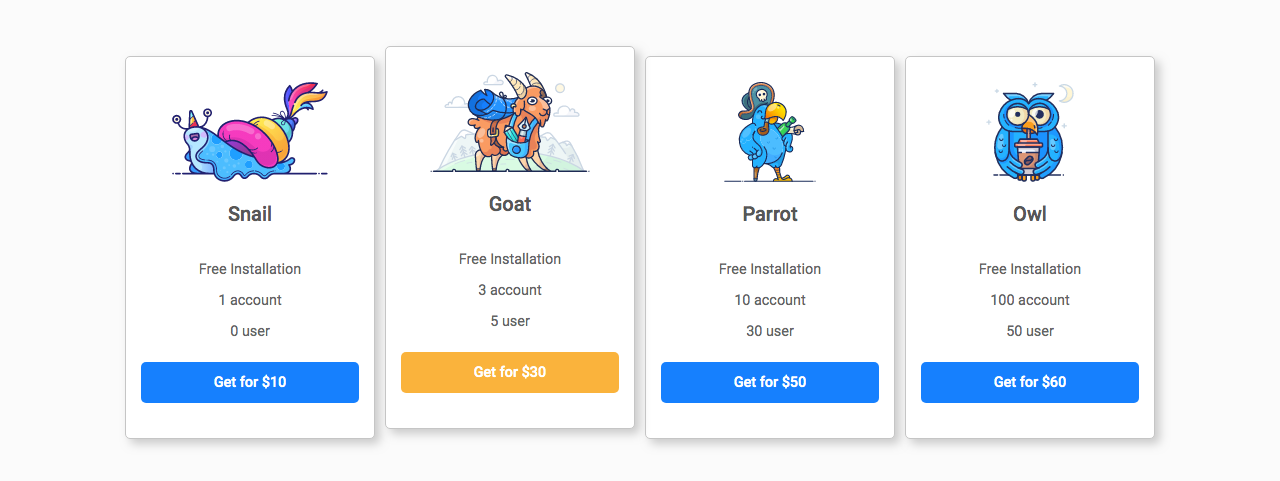 Snail
Free Installation
1 account
0 user
Get for $10
Goat
Free Installation
3 account
5 user
Get for $30
Parrot
Free Installation
10 account
30 user
Get for $50
Owl
Free Installation
100 account
50 user
Get for $60